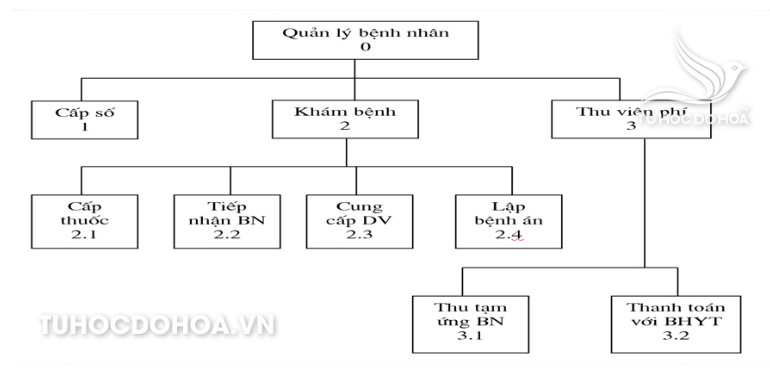 Quản lý bệnh nhân
0
Cấp số
1
Khám bệnh
2
Thu viện phí
3
TUHOCDOHOA
Cấp
thuốc
2.1
Tiếp
nhận BN
2.2
Cung
cấp DV
2.3
Lập
bệnh án
2.4
Thu tạm
ứng BN
3.1
Thanh toán
với BHYT
3.2
TUHOCDOHOA.VN